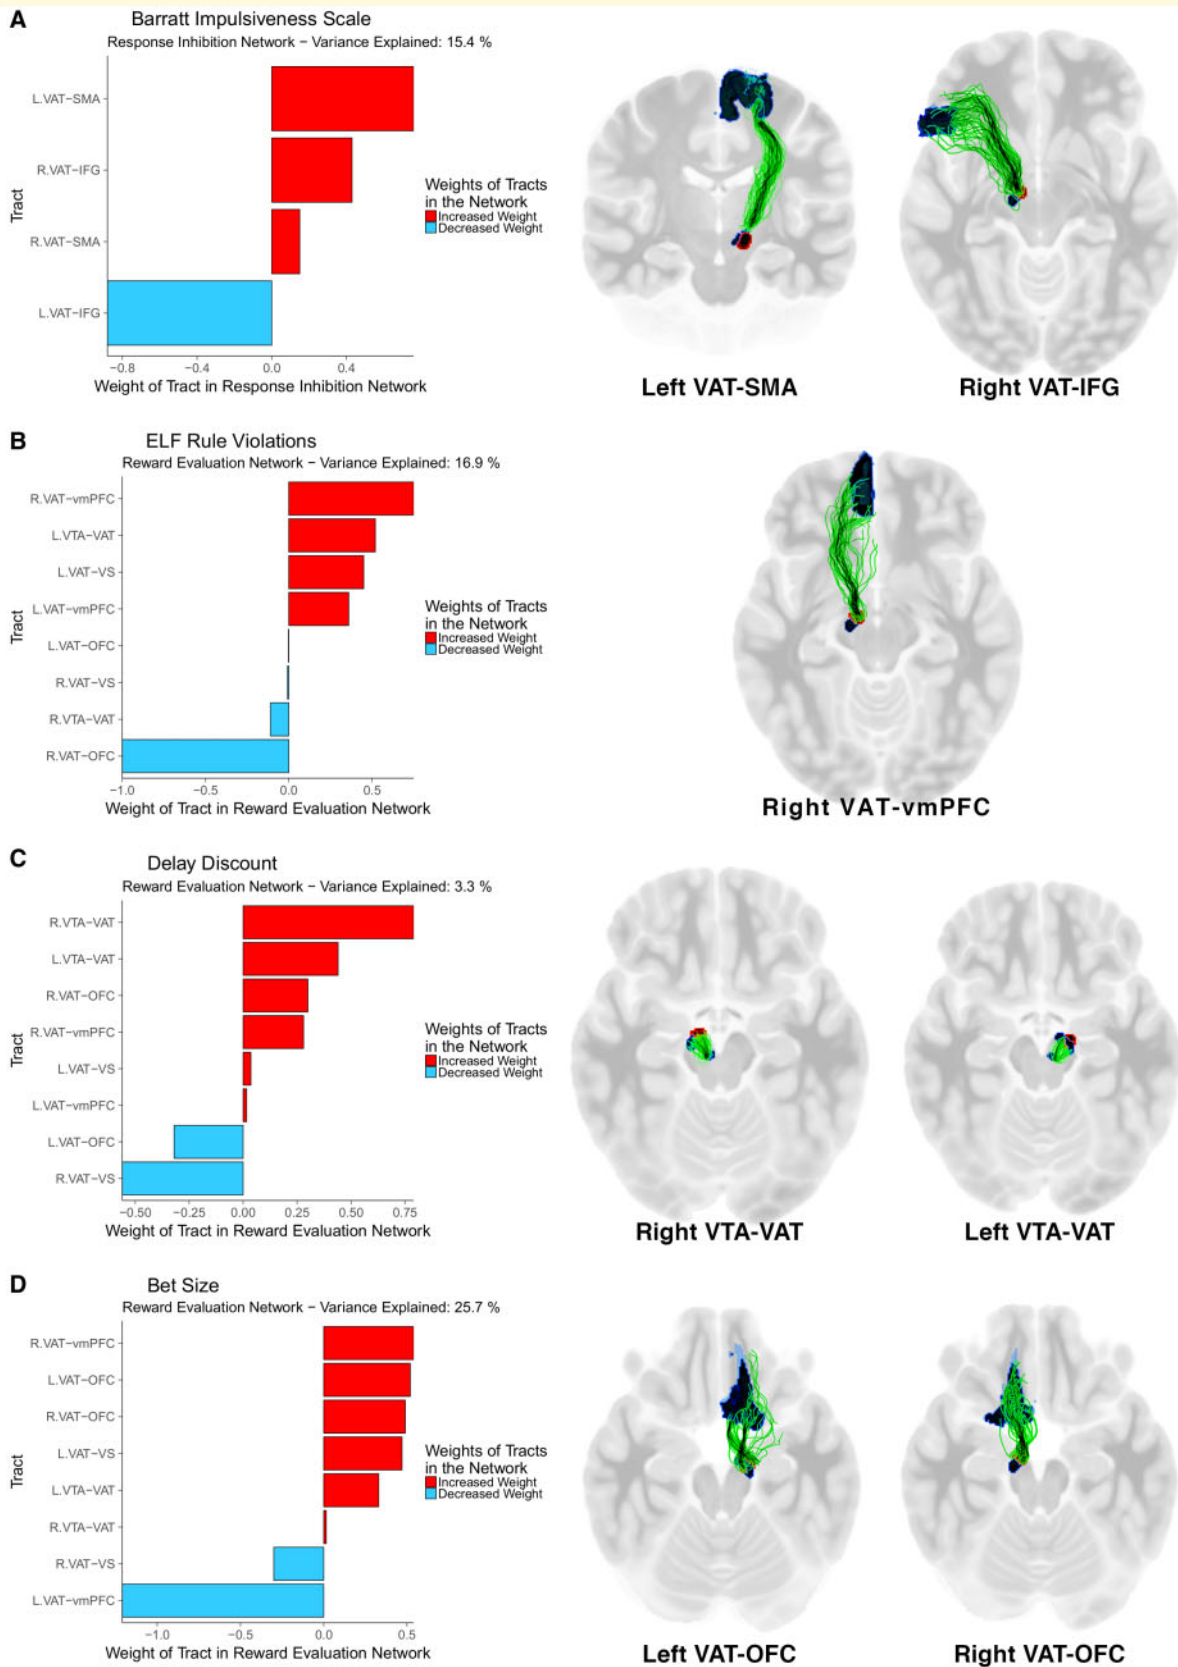 A
Barratt Impulsiveness Scale
Response Inhibition Network − Variance Explained: 15.4 %
L.VAT−SMA
R.VAT−IFG
R.VAT−SMA
L.VAT−IFG
Tract
−0.8 −0.4 0.0 0.4
Weight of Tract in Response Inhibition Network
Weights of Tracts
in the Network
Increased Weight
Decreased Weight
Left VAT-SMA
Right VAT-IFG
B
ELF Rule Violations
Reward Evaluation Network − Variance Explained: 16.9 %
R.VAT−vmPFC
L.VTA−VAT
L.VAT−VS
L.VAT−vmPFC
L.VAT−OFC
R.VAT−VS
R.VTA−VAT
R.VAT−OFC
Tract
−1.0 −0.5 0.0 0.5
Weight of Tract in Reward Evaluation Network
Weights of Tracts
in the Network
Increased Weight
Decreased Weight
Right VAT-vmPFC
C
Delay Discount
Reward Evaluation Network − Variance Explained: 3.3 %
R.VTA−VAT
L.VTA−VAT
R.VAT−OFC
R.VAT−vmPFC
L.VAT−VS
L.VAT−vmPFC
L.VAT−OFC
R.VAT−VS
Tract
−0.50 −0.25 0.00 0.25 0.50 0.75
Weight of Tract in Reward Evaluation Network
Weights of Tracts
in the Network
Increased Weight
Decreased Weight
Right VTA-VAT
Left VTA-VAT
D
Bet Size
Reward Evaluation Network − Variance Explained: 25.7 %
R.VAT−vmPFC
L.VAT−OFC
R.VAT−OFC
L.VAT−VS
L.VTA−VAT
R.VTA−VAT
R.VAT−VS
L.VAT−vmPFC
Tract
−1.0 −0.5 0.0 0.5
Weight of Tract in Reward Evaluation Network
Weights of Tracts
in the Network
Increased Weight
Decreased Weight
Left VAT-OFC
Right VAT-OFC